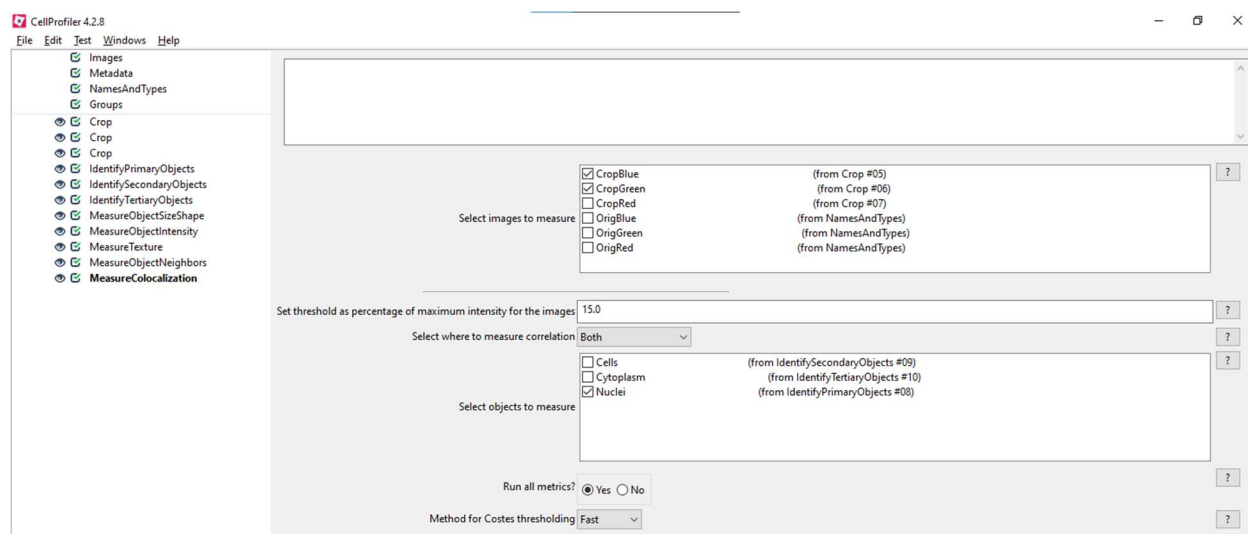 CellProfiler 4.2.8
File Edit Test Windows Help
Images
Metadata
NamesAndTypes
Groups
Crop
Crop
Crop
IdentifyPrimaryObjects
IdentifySecondaryObjects
IdentifyTertiaryObjects
MeasureObjectSizeShape
MeasureObjectIntensity
MeasureTexture
MeasureObjectNeighbors
MeasureColocalization
Select images to measure
CropBlue (from Crop #05)
CropGreen (from Crop #06)
CropRed (from Crop #07)
OrigBlue (from NamesAndTypes)
OrigGreen (from NamesAndTypes)
OrigRed (from NamesAndTypes)
?
Set threshold as percentage of maximum intensity for the images 15.0 ?
Select where to measure correlation Both ?
Select objects to measure
Cells (from IdentifySecondaryObjects #09)
Cytoplasm (from IdentifyTertiaryObjects #10)
Nuclei (from IdentifyPrimaryObjects #08)
?
Run all metrics? Yes No ?
Method for Costes thresholding Fast ?